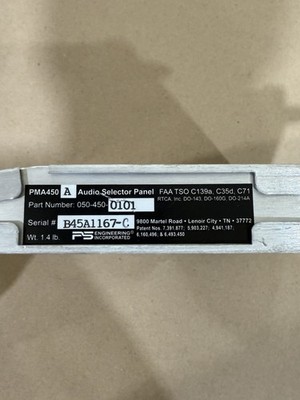 PMA450 A Audio Selector Panel FAA TSO C139a, C35d, C71
Part Number: 050-450-0101 RTCA: Inc. DO-143, DO-160G, DO-214A
Serial # B45A1167-C 9800 Martel Road • Lenoir City • TN • 37772
Wt. 1.4 lb. PS ENGINEERING INCORPORATED Patent Nos. 7,391,877; 5,903,227; 4,941,187;
6,160,496; & 6,493,450